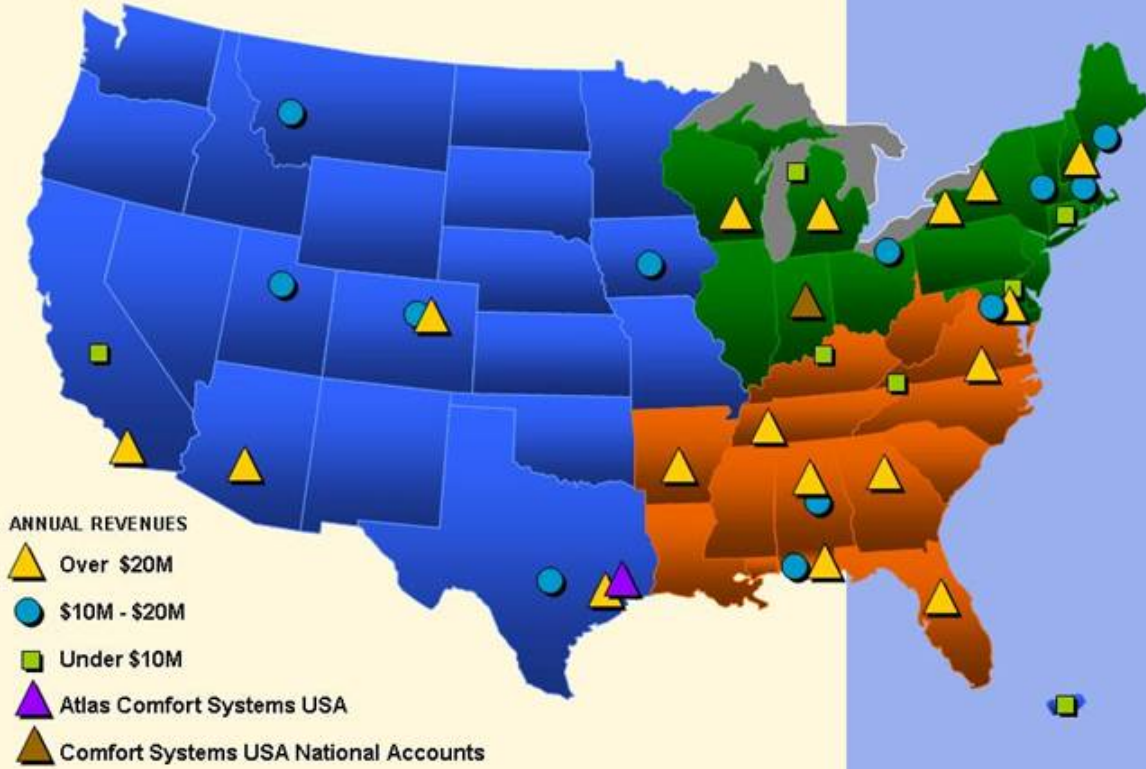 ANNUAL REVENUES
Over $20M
$10M - $20M
Under $10M
Atlas Comfort Systems USA
Comfort Systems USA National Accounts